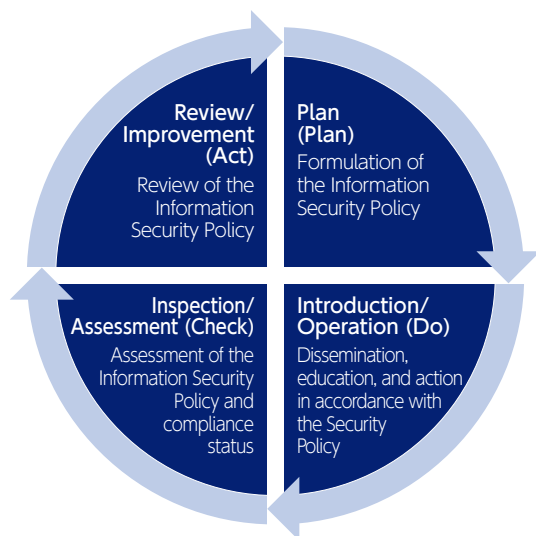 Review/
Improvement
(Act)
Review of the
Information
Security Policy
Plan
(Plan)
Formulation of
the Information
Security Policy
Inspection/
Assessment (Check)
Assessment of the
Information Security
Policy and
compliance
status
Introduction/
Operation (Do)
Dissemination,
education, and action
in accordance with
the Security
Policy